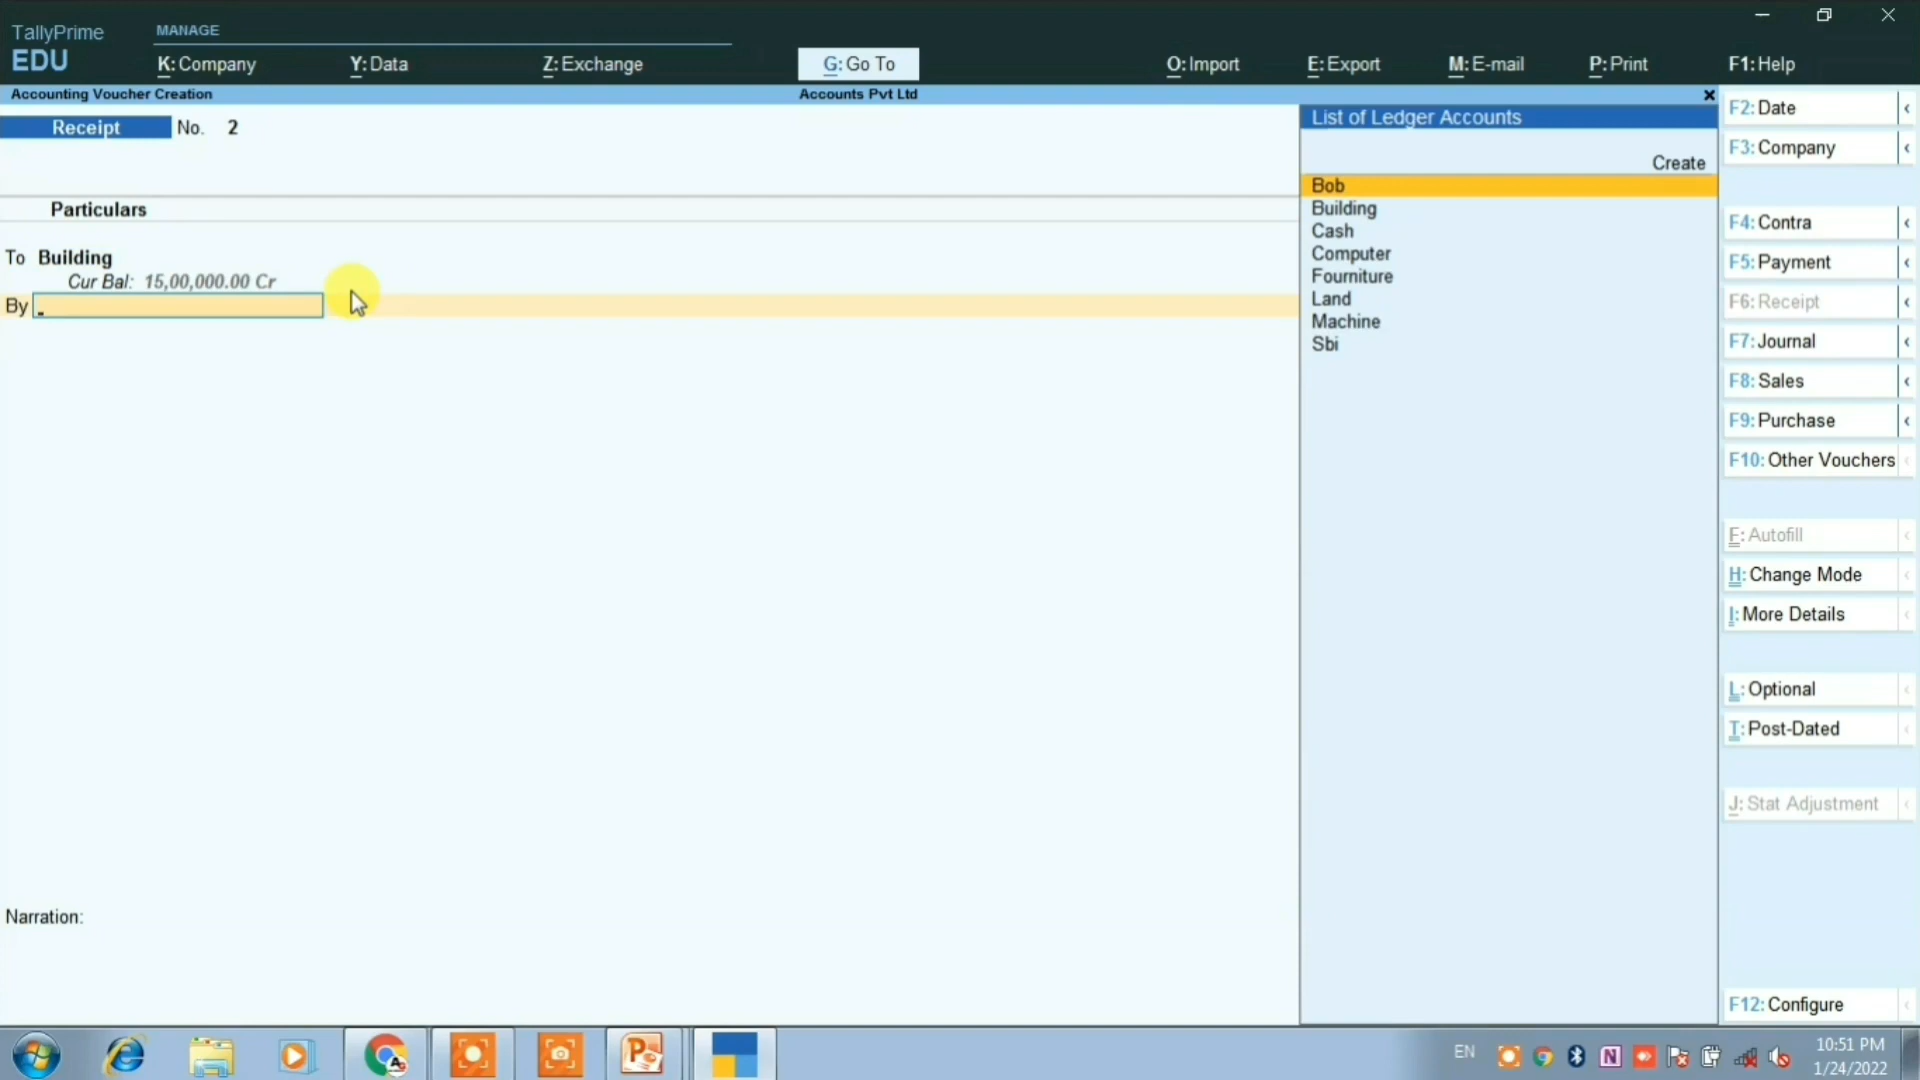 TallyPrime
EDU
MANAGE
K: Company
Y: Data
Z: Exchange
G: Go To
O: Import
E: Export
M: E-mail
P: Print
F1: Help
Accounting Voucher Creation
Accounts Pvt Ltd
Receipt No. 2
Particulars
To Building
Cur Bal: 15,00,000.00 Cr
By
Narration:
List of Ledger Accounts
Create
Bob
Building
Cash
Computer
Fourniture
Land
Machine
Sbi
F2: Date
F3: Company
F4: Contra
F5: Payment
F6: Receipt
F7: Journal
F8: Sales
F9: Purchase
F10: Other Vouchers
F: Autofill
H: Change Mode
I: More Details
L: Optional
T: Post-Dated
J: Stat Adjustment
F12: Configure
EN
10:51 PM
1/24/2022